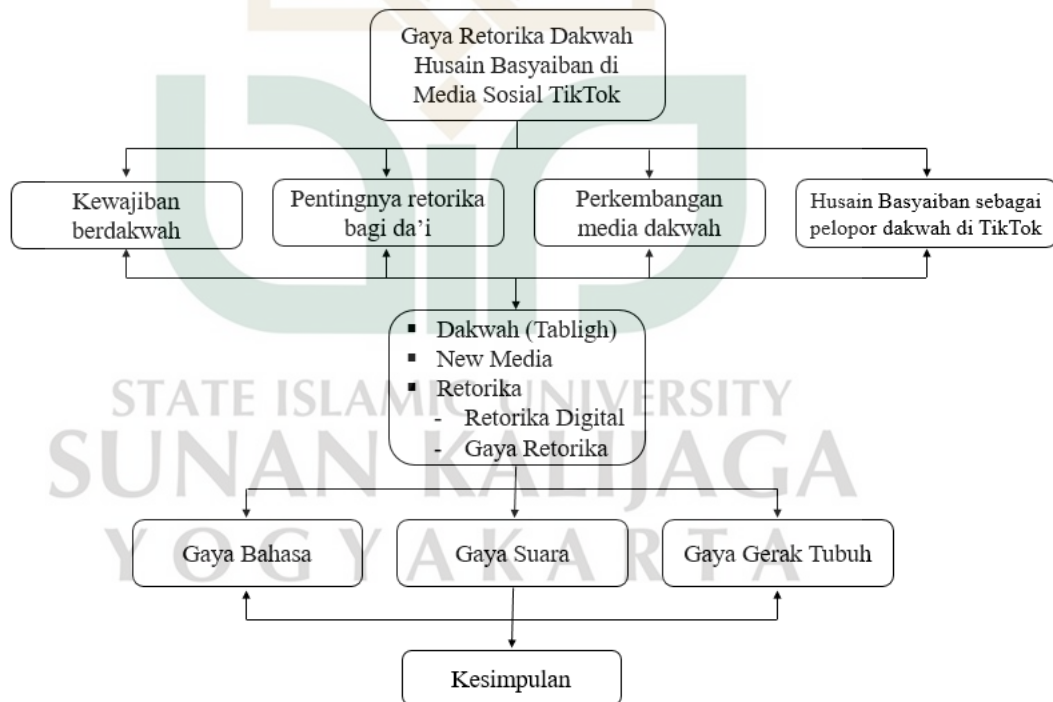 Gaya Retorika Dakwah
Husain Basyaiban di
Media Sosial TikTok
Kewajiban
berdakwah
Pentingnya retorika
bagi da’i
Perkembangan
media dakwah
Husain Basyaiban sebagai
pelopor dakwah di TikTok
▪ Dakwah (Tabligh)
▪ New Media
▪ Retorika
- Retorika Digital
- Gaya Retorika
STATE ISLAMIC UNIVERSITY
SUNAN KALIJAGA
YOGYAKARTA
Gaya Bahasa
Gaya Suara
Gaya Gerak Tubuh
Kesimpulan